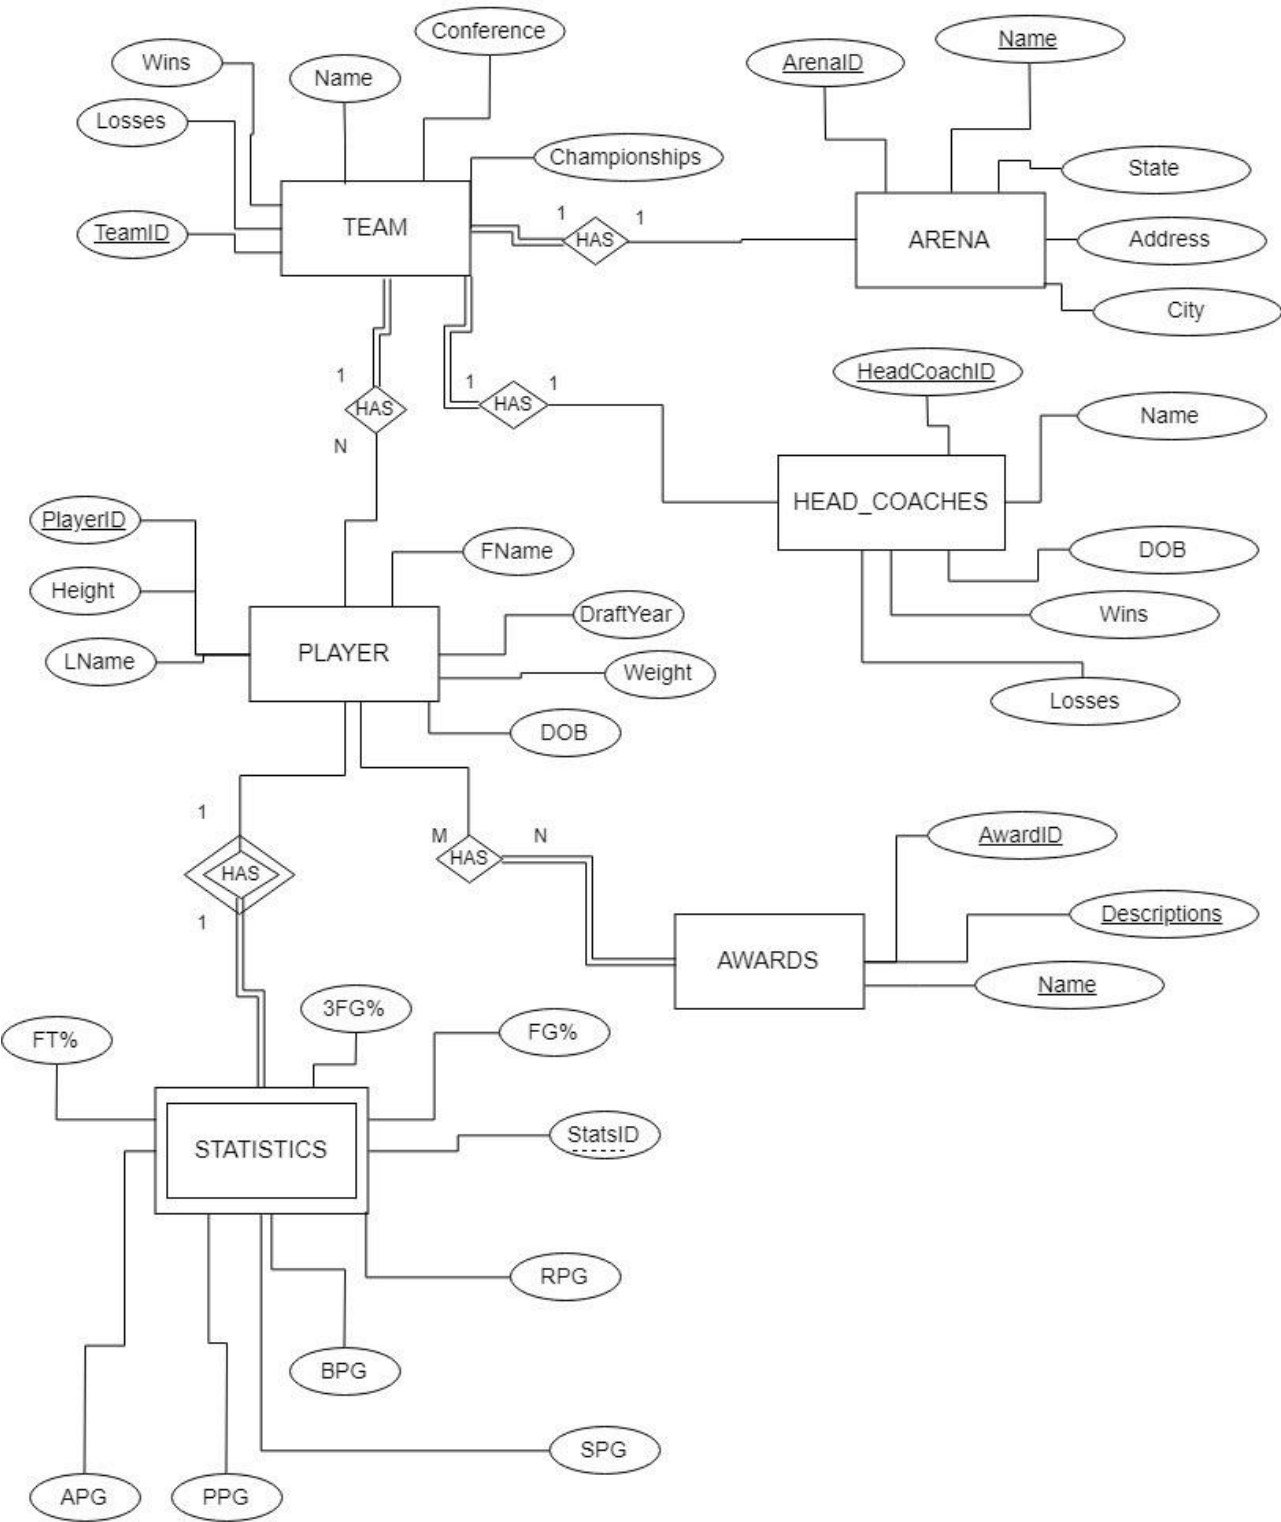 Conference
Name
Wins
ArenaID
Name
Losses
Championships
State
TEAM
TeamID
1
1
HAS
ARENA
Address
City
HeadCoachID
1
1
1
HAS
HAS
Name
N
HEAD_COACHES
PlayerID
FName
DOB
Height
DraftYear
Wins
PLAYER
LName
Weight
Losses
DOB
1
M
N
AwardID
HAS
HAS
1
Descriptions
AWARDS
Name
3FG%
FT%
FG%
StatsID
STATISTICS
RPG
BPG
SPG
APG
PPG